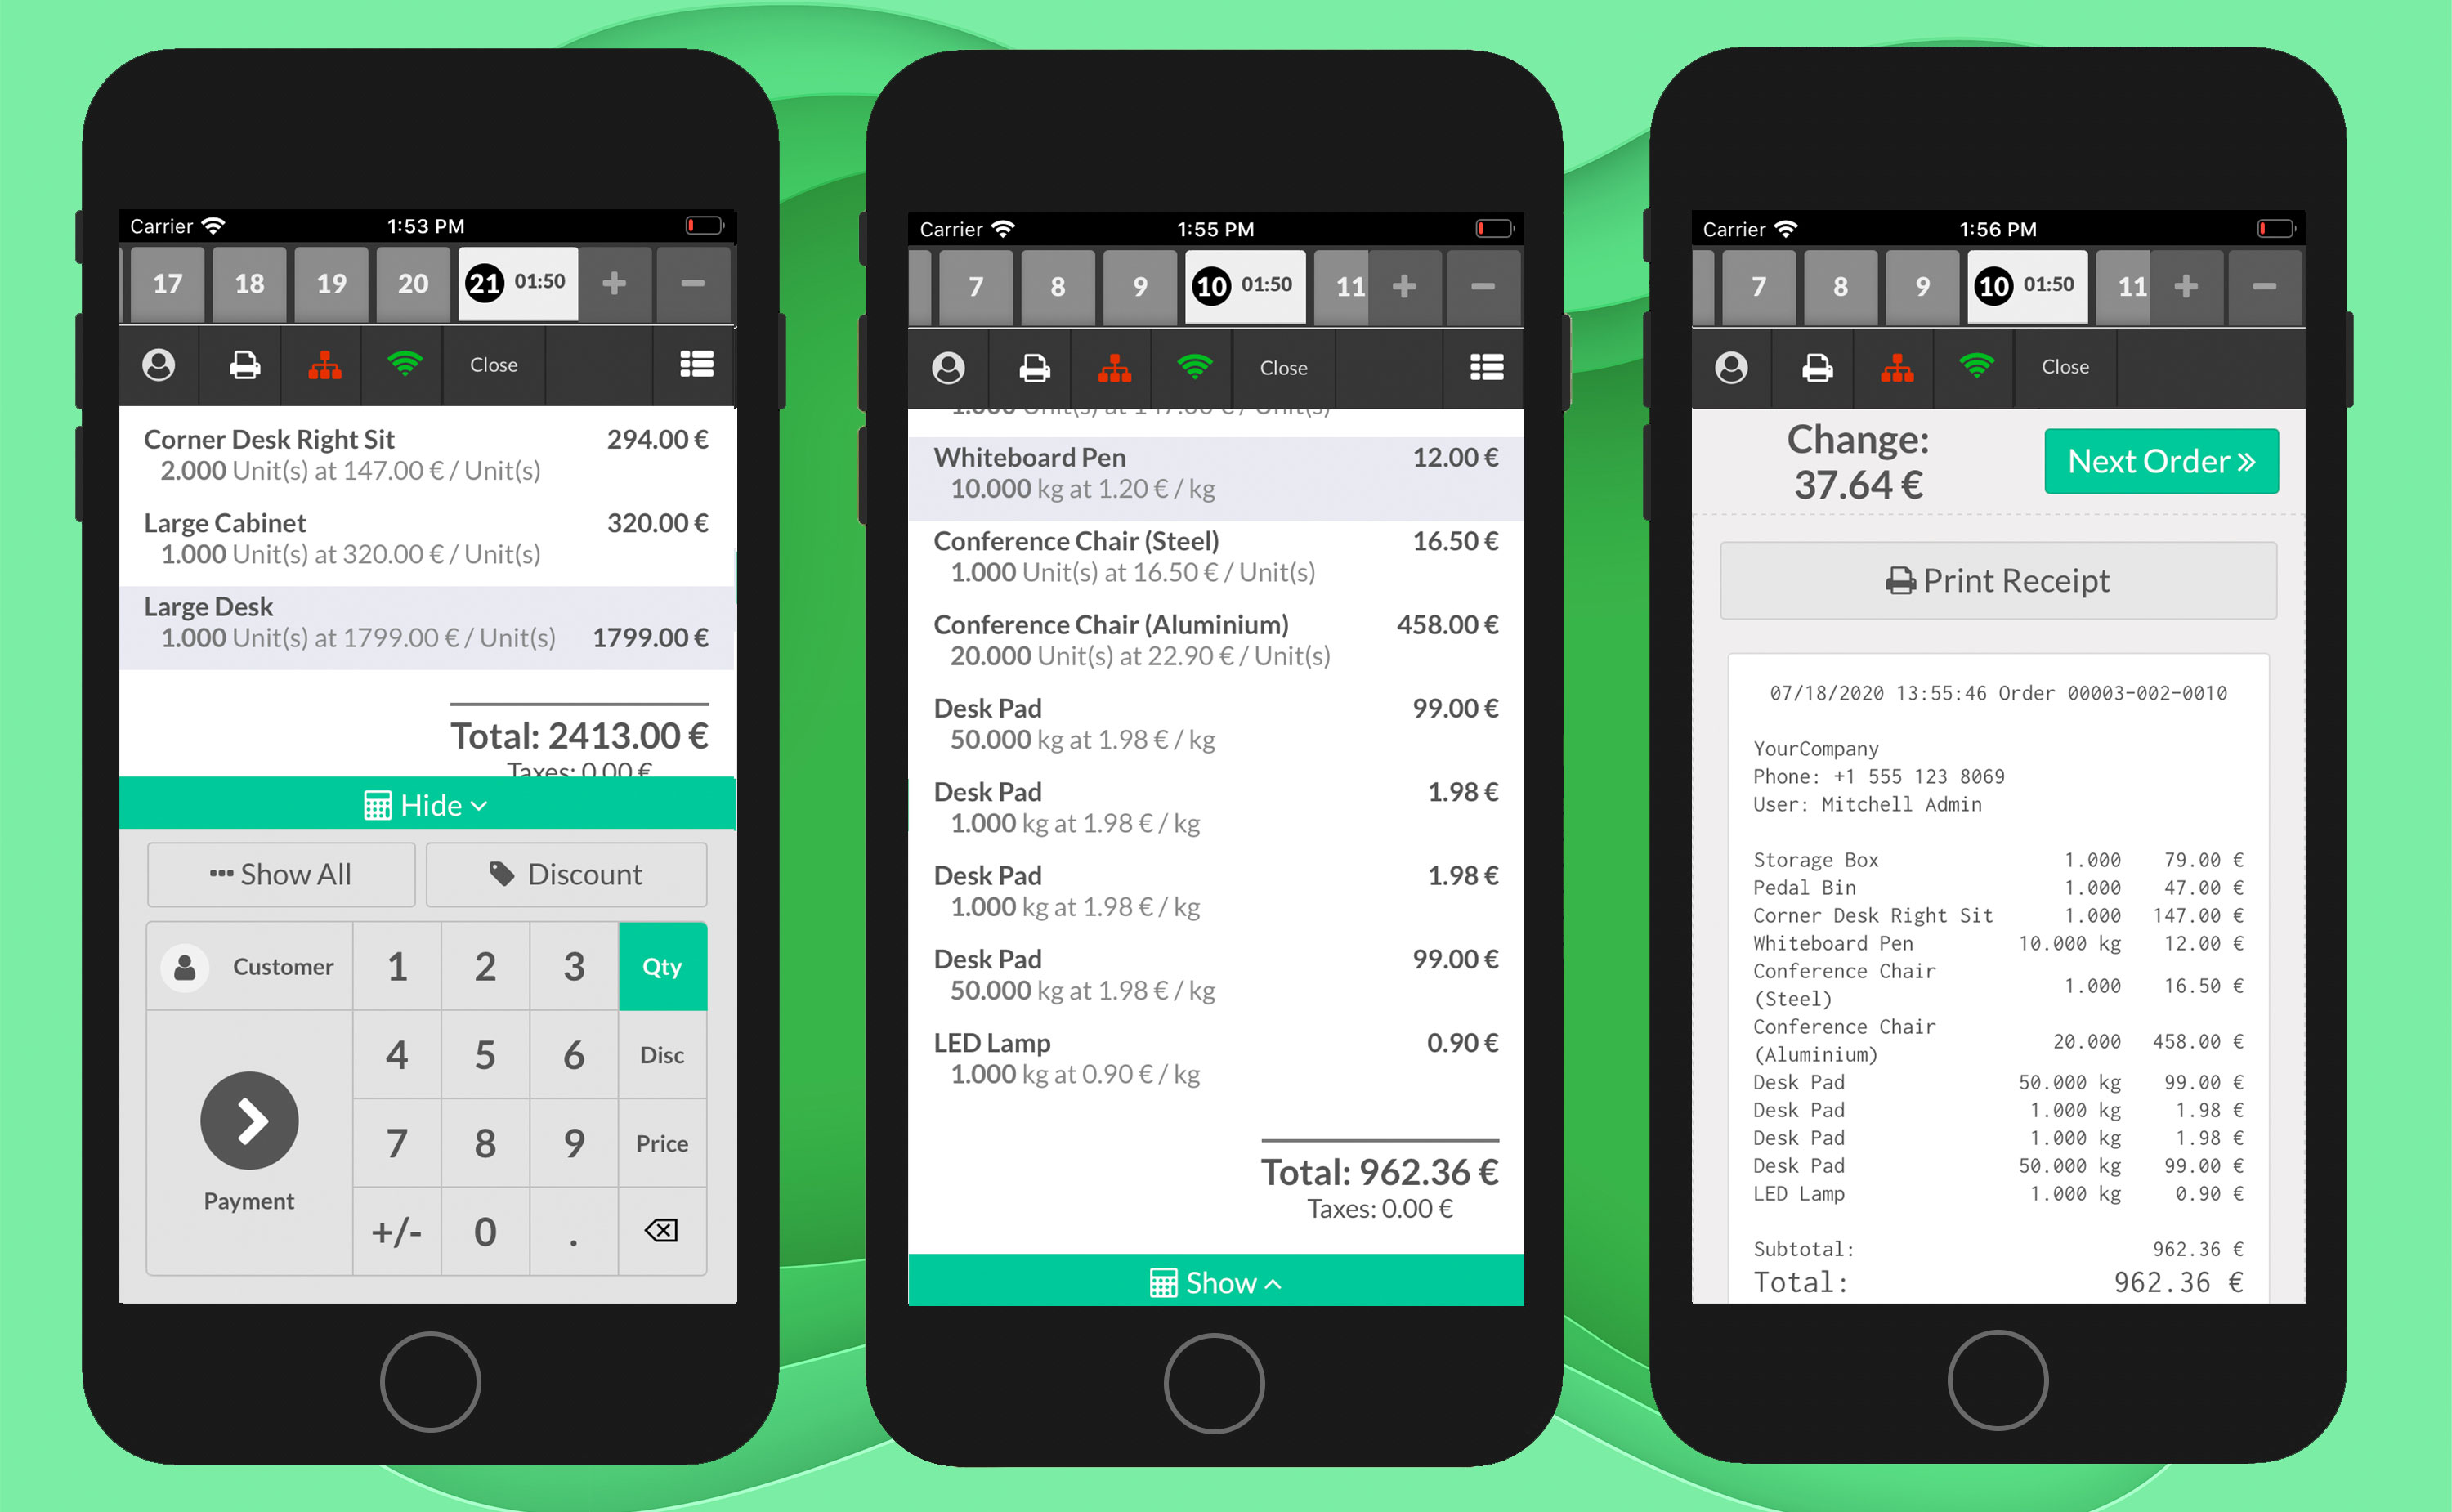 Carrier 1:53 PM
17 18 19 20 21 01:50 + −
Close
Corner Desk Right Sit 294.00 €
2.000 Unit(s) at 147.00 € / Unit(s)
Large Cabinet 320.00 €
1.000 Unit(s) at 320.00 € / Unit(s)
Large Desk
1.000 Unit(s) at 1799.00 € / Unit(s) 1799.00 €
Total: 2413.00 €
Taxes: 0.00 €
Hide
Show All Discount
Customer 1 2 3 Qty
4 5 6 Disc
7 8 9 Price
Payment
+/- 0 .
Carrier 1:55 PM
7 8 9 10 01:50 11 + −
Close
1.000 Unit(s) at 147.00 € / Unit(s)
Whiteboard Pen 12.00 €
10.000 kg at 1.20 € / kg
Conference Chair (Steel) 16.50 €
1.000 Unit(s) at 16.50 € / Unit(s)
Conference Chair (Aluminium) 458.00 €
20.000 Unit(s) at 22.90 € / Unit(s)
Desk Pad 99.00 €
50.000 kg at 1.98 € / kg
Desk Pad 1.98 €
1.000 kg at 1.98 € / kg
Desk Pad 1.98 €
1.000 kg at 1.98 € / kg
Desk Pad 99.00 €
50.000 kg at 1.98 € / kg
LED Lamp 0.90 €
1.000 kg at 0.90 € / kg
Total: 962.36 €
Taxes: 0.00 €
Show
Carrier 1:56 PM
7 8 9 10 01:50 11 + −
Close
Change:
37.64 €
Next Order
Print Receipt
07/18/2020 13:55:46 Order 00003-002-0010
YourCompany
Phone: +1 555 123 8069
User: Mitchell Admin
Storage Box 1.000 79.00 €
Pedal Bin 1.000 47.00 €
Corner Desk Right Sit 1.000 147.00 €
Whiteboard Pen 10.000 kg 12.00 €
Conference Chair
(Steel) 1.000 16.50 €
Conference Chair
(Aluminium) 20.000 458.00 €
Desk Pad 50.000 kg 99.00 €
Desk Pad 1.000 kg 1.98 €
Desk Pad 1.000 kg 1.98 €
Desk Pad 50.000 kg 99.00 €
LED Lamp 1.000 kg 0.90 €
Subtotal: 962.36 €
Total: 962.36 €